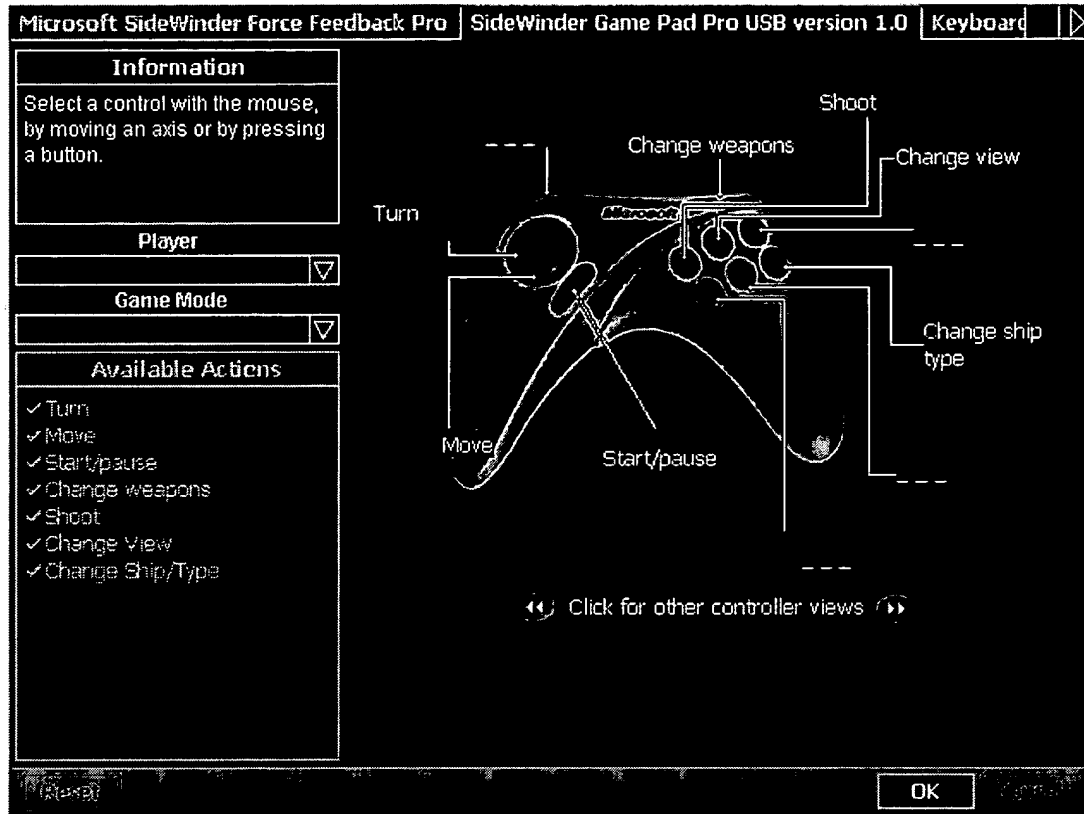 Microsoft SideWinder Force Feedback Pro
SideWinder Game Pad Pro USB version 1.0
Keyboard
Information
Select a control with the mouse,
by moving an axis or by pressing
a button.
Player
Game Mode
Available Actions
✓ Turn
✓ Move
✓ Start/pause
✓ Change weapons
✓ Shoot
✓ Change View
✓ Change Ship/Type
Shoot
Change weapons
Change view
_ _ _
Turn
Microsoft
_ _ _
Change ship
type
Move
Start/pause
_ _ _
_ _ _
Click for other controller views
Reset
OK
Cancel